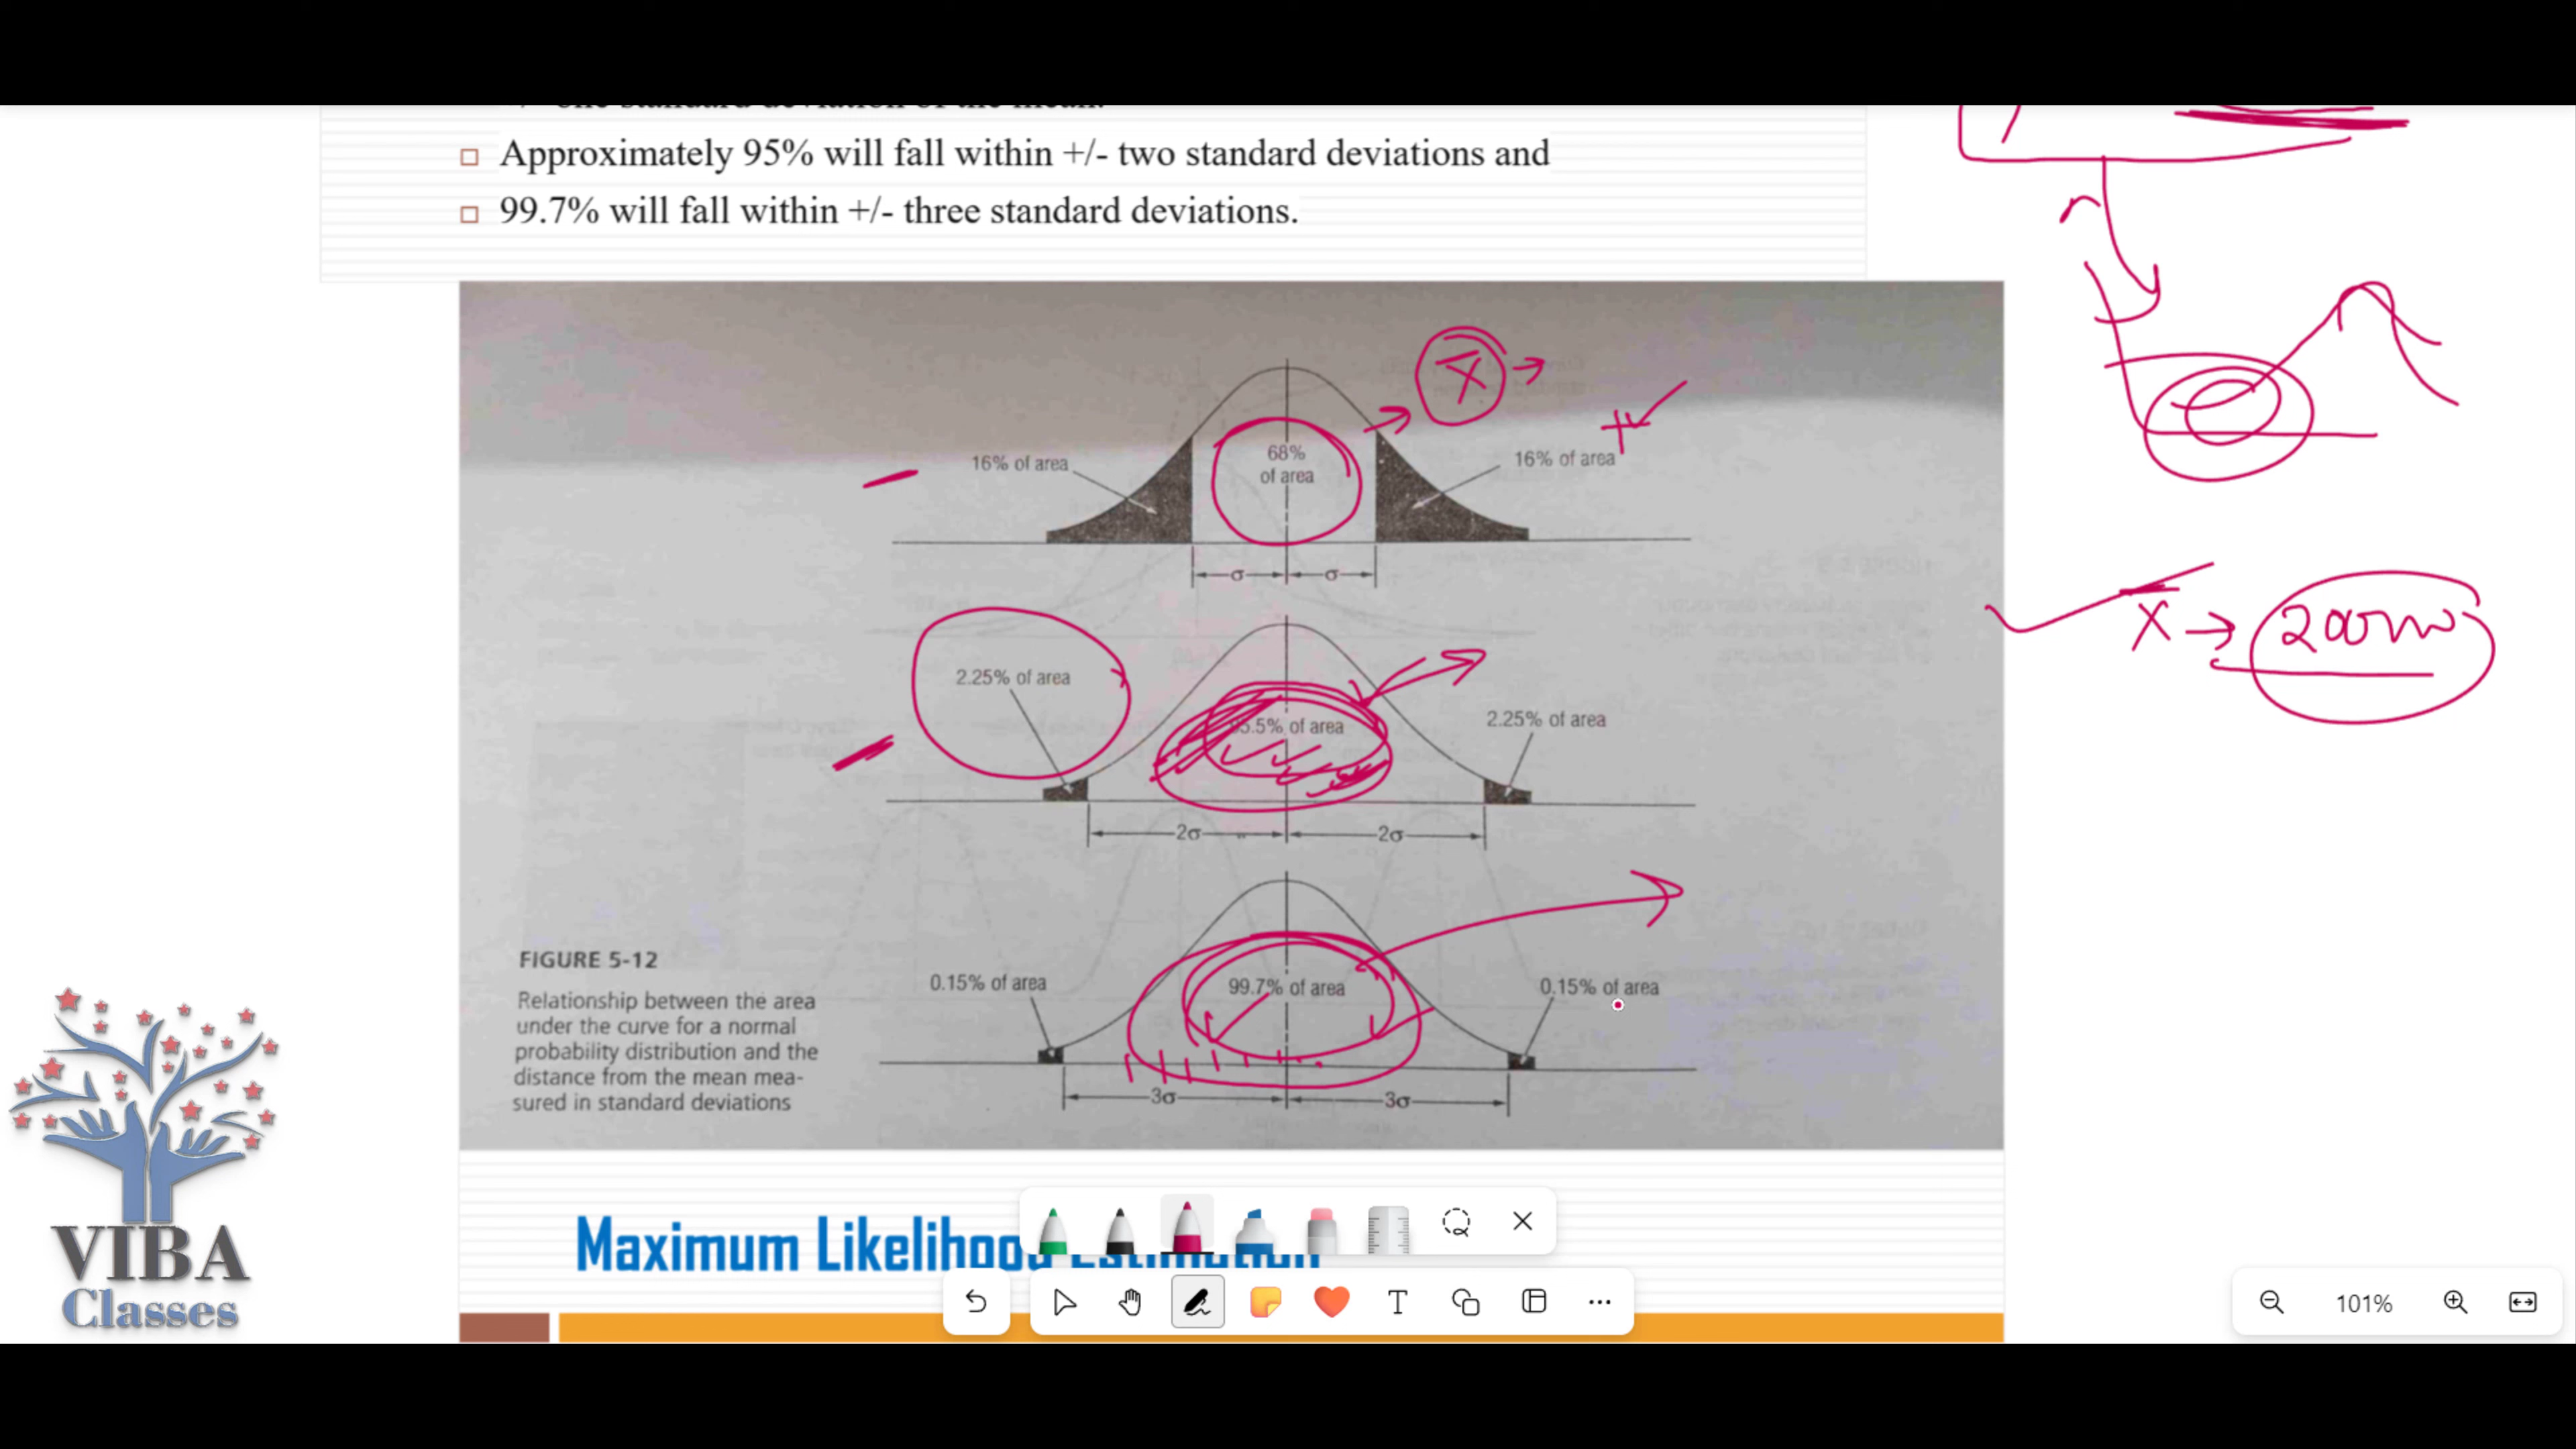 Approximately 95% will fall within +/- two standard deviations and
99.7% will fall within +/- three standard deviations.
X̄
16% of area
68%
of area
16% of area
+
σ
σ
X →
2.25% of area
.5% of area
2.25% of area
2σ
2σ
FIGURE 5-12
Relationship between the area
under the curve for a normal
probability distribution and the
distance from the mean mea-
sured in standard deviations
0.15% of area
99.7% of area
0.15% of area
3σ
3σ
Maximum Likelihood Estimation
VIBA
Classes
T
101%